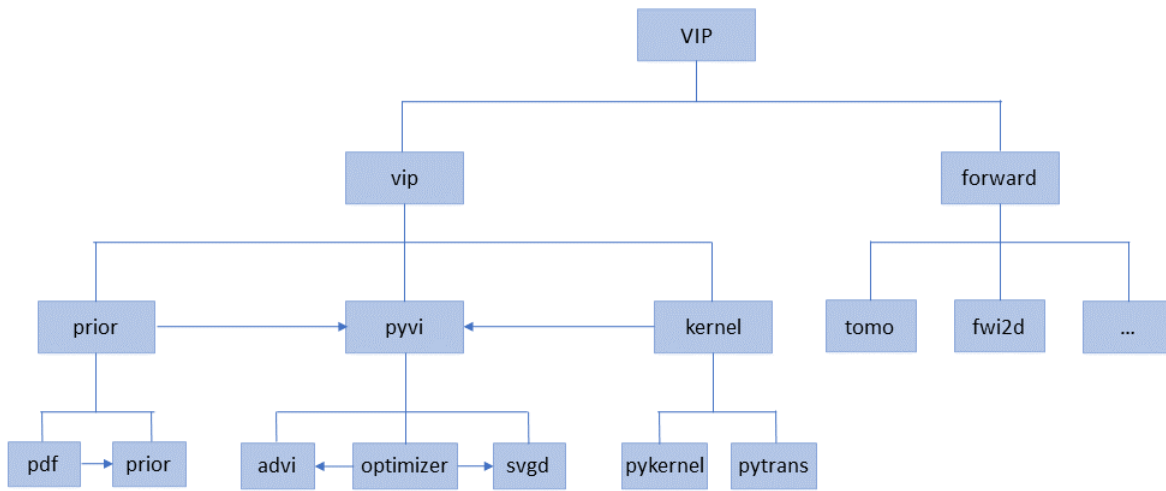 VIP
vip
forward
prior
pyvi
kernel
tomo
fwi2d
...
pdf
prior
advi
optimizer
svgd
pykernel
pytrans